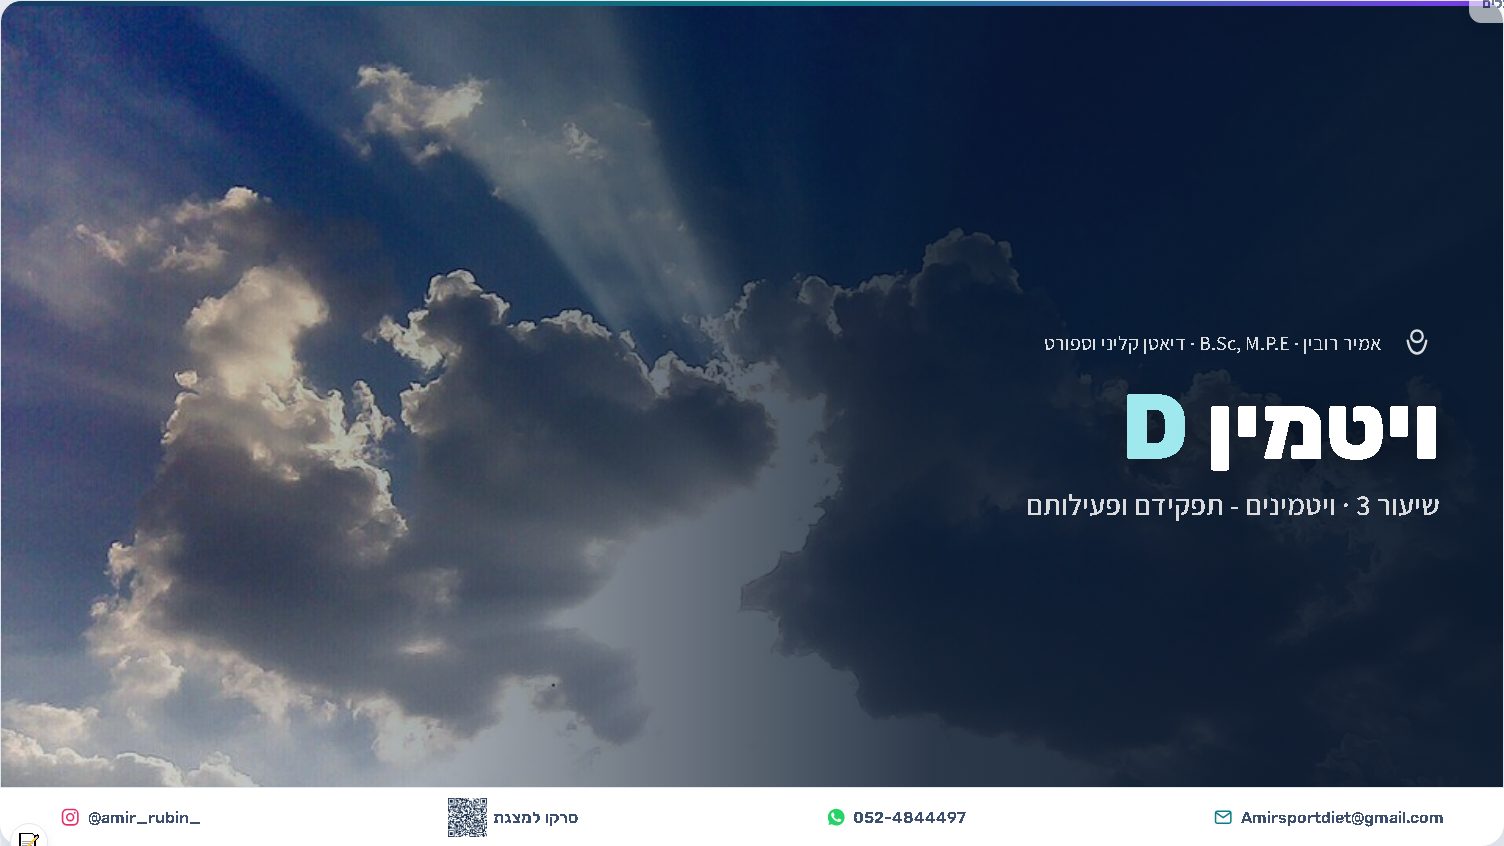 אמיר רובין · B.Sc, M.P.E · דיאטן קליני וספורט
ויטמין D
שיעור 3 · ויטמינים - תפקידם ופעילותם
Amirsportdiet@gmail.com
052-4844497
סרקו למצגת
@amir_rubin_